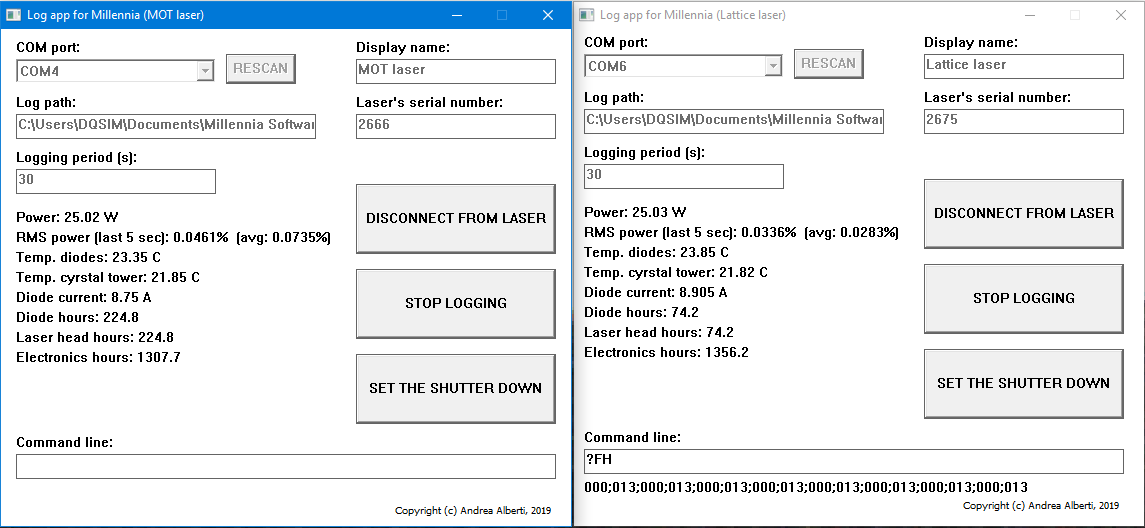 Log app for Millennia (MOT laser)
COM port:
COM4
RESCAN
Display name:
MOT laser
Log path:
C:\Users\DQSIM\Documents\Millennia Softwar
Laser's serial number:
2666
Logging period (s):
30
Power: 25.02 W
RMS power (last 5 sec): 0.0461% (avg: 0.0735%)
Temp. diodes: 23.35 C
Temp. cyrstal tower: 21.85 C
Diode current: 8.75 A
Diode hours: 224.8
Laser head hours: 224.8
Electronics hours: 1307.7
DISCONNECT FROM LASER
STOP LOGGING
SET THE SHUTTER DOWN
Command line:
Copyright (c) Andrea Alberti, 2019
Log app for Millennia (Lattice laser)
COM port:
COM6
RESCAN
Display name:
Lattice laser
Log path:
C:\Users\DQSIM\Documents\Millennia Softwar
Laser's serial number:
2675
Logging period (s):
30
Power: 25.03 W
RMS power (last 5 sec): 0.0336% (avg: 0.0283%)
Temp. diodes: 23.85 C
Temp. cyrstal tower: 21.82 C
Diode current: 8.905 A
Diode hours: 74.2
Laser head hours: 74.2
Electronics hours: 1356.2
DISCONNECT FROM LASER
STOP LOGGING
SET THE SHUTTER DOWN
Command line:
?FH
000;013;000;013;000;013;000;013;000;013;000;013;000;013;000;013
Copyright (c) Andrea Alberti, 2019